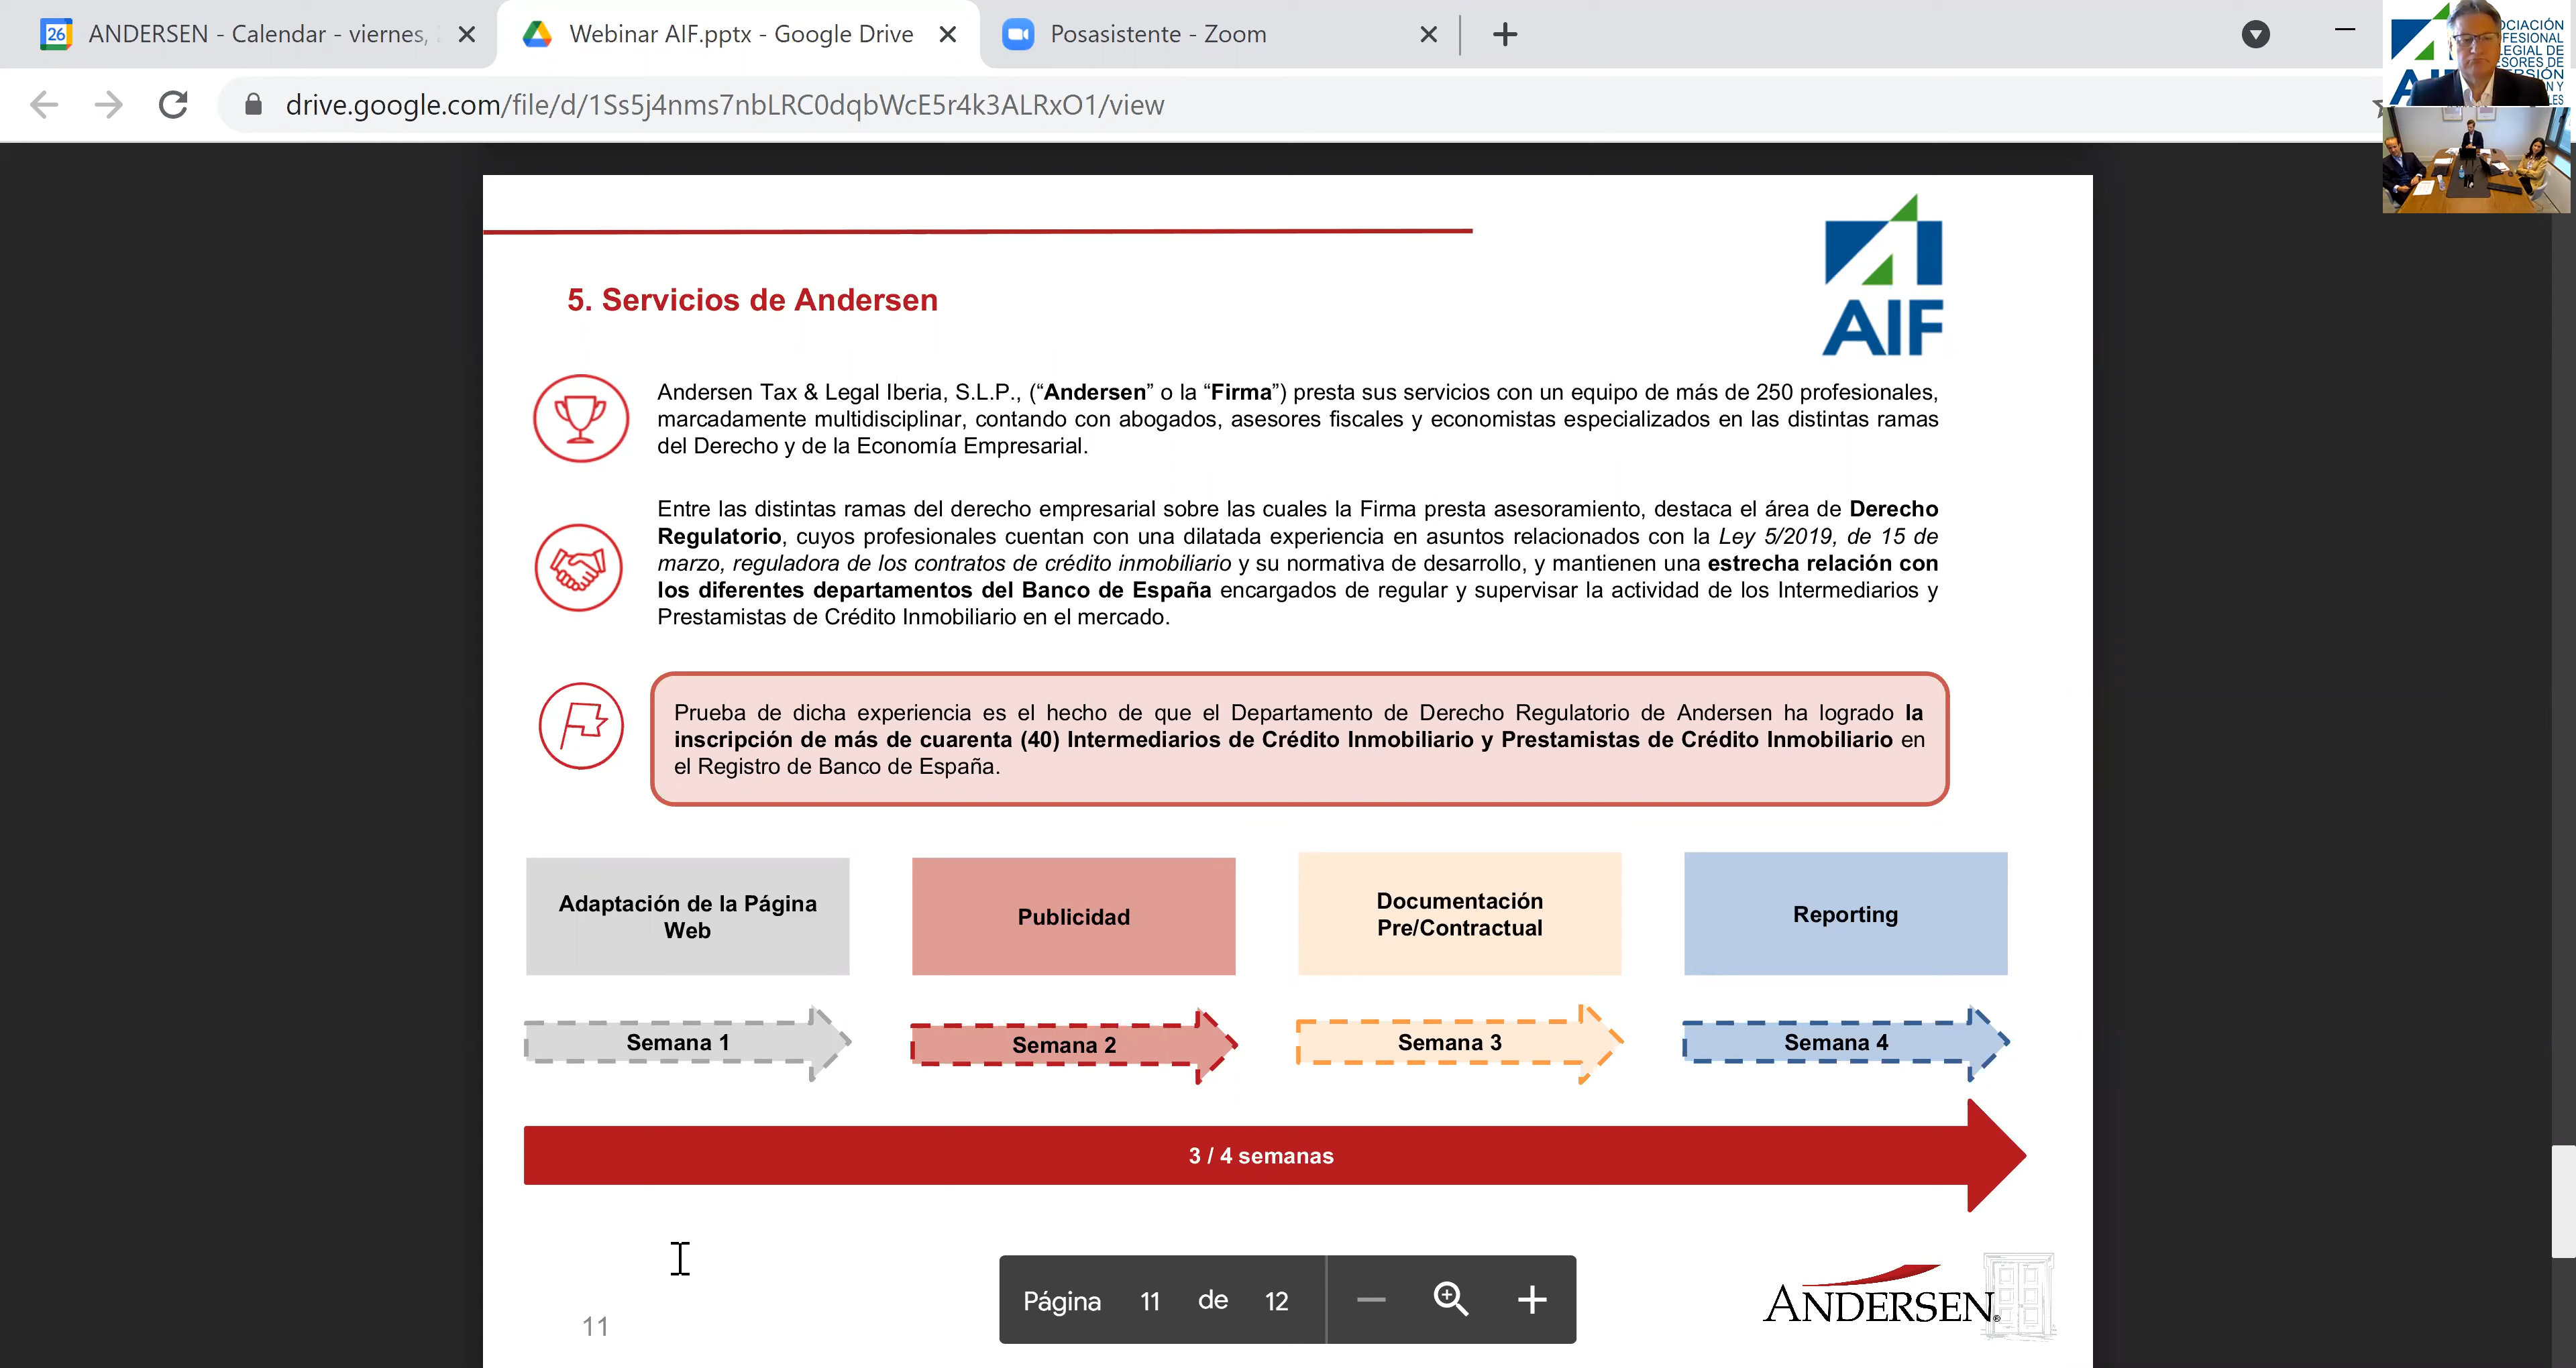 ANDERSEN - Calendar - viernes,
Webinar AIF.pptx - Google Drive
Posasistente - Zoom
drive.google.com/file/d/1Ss5j4nms7nbLRC0dqbWcE5r4k3ALRxO1/view
26
OCIACIÓN
OFESIONAL
LEGIAL DE
SORES DE
N Y
LES
AIF
5. Servicios de Andersen
Andersen Tax & Legal Iberia, S.L.P., (“Andersen” o la “Firma”) presta sus servicios con un equipo de más de 250 profesionales,
marcadamente multidisciplinar, contando con abogados, asesores fiscales y economistas especializados en las distintas ramas
del Derecho y de la Economía Empresarial.
Entre las distintas ramas del derecho empresarial sobre las cuales la Firma presta asesoramiento, destaca el área de Derecho
Regulatorio, cuyos profesionales cuentan con una dilatada experiencia en asuntos relacionados con la Ley 5/2019, de 15 de
marzo, reguladora de los contratos de crédito inmobiliario y su normativa de desarrollo, y mantienen una estrecha relación con
los diferentes departamentos del Banco de España encargados de regular y supervisar la actividad de los Intermediarios y
Prestamistas de Crédito Inmobiliario en el mercado.
Prueba de dicha experiencia es el hecho de que el Departamento de Derecho Regulatorio de Andersen ha logrado la
inscripción de más de cuarenta (40) Intermediarios de Crédito Inmobiliario y Prestamistas de Crédito Inmobiliario en
el Registro de Banco de España.
Adaptación de la Página
Web
Publicidad
Documentación
Pre/Contractual
Reporting
Semana 1
Semana 2
Semana 3
Semana 4
3 / 4 semanas
Página 11 de 12
11
ANDERSEN®